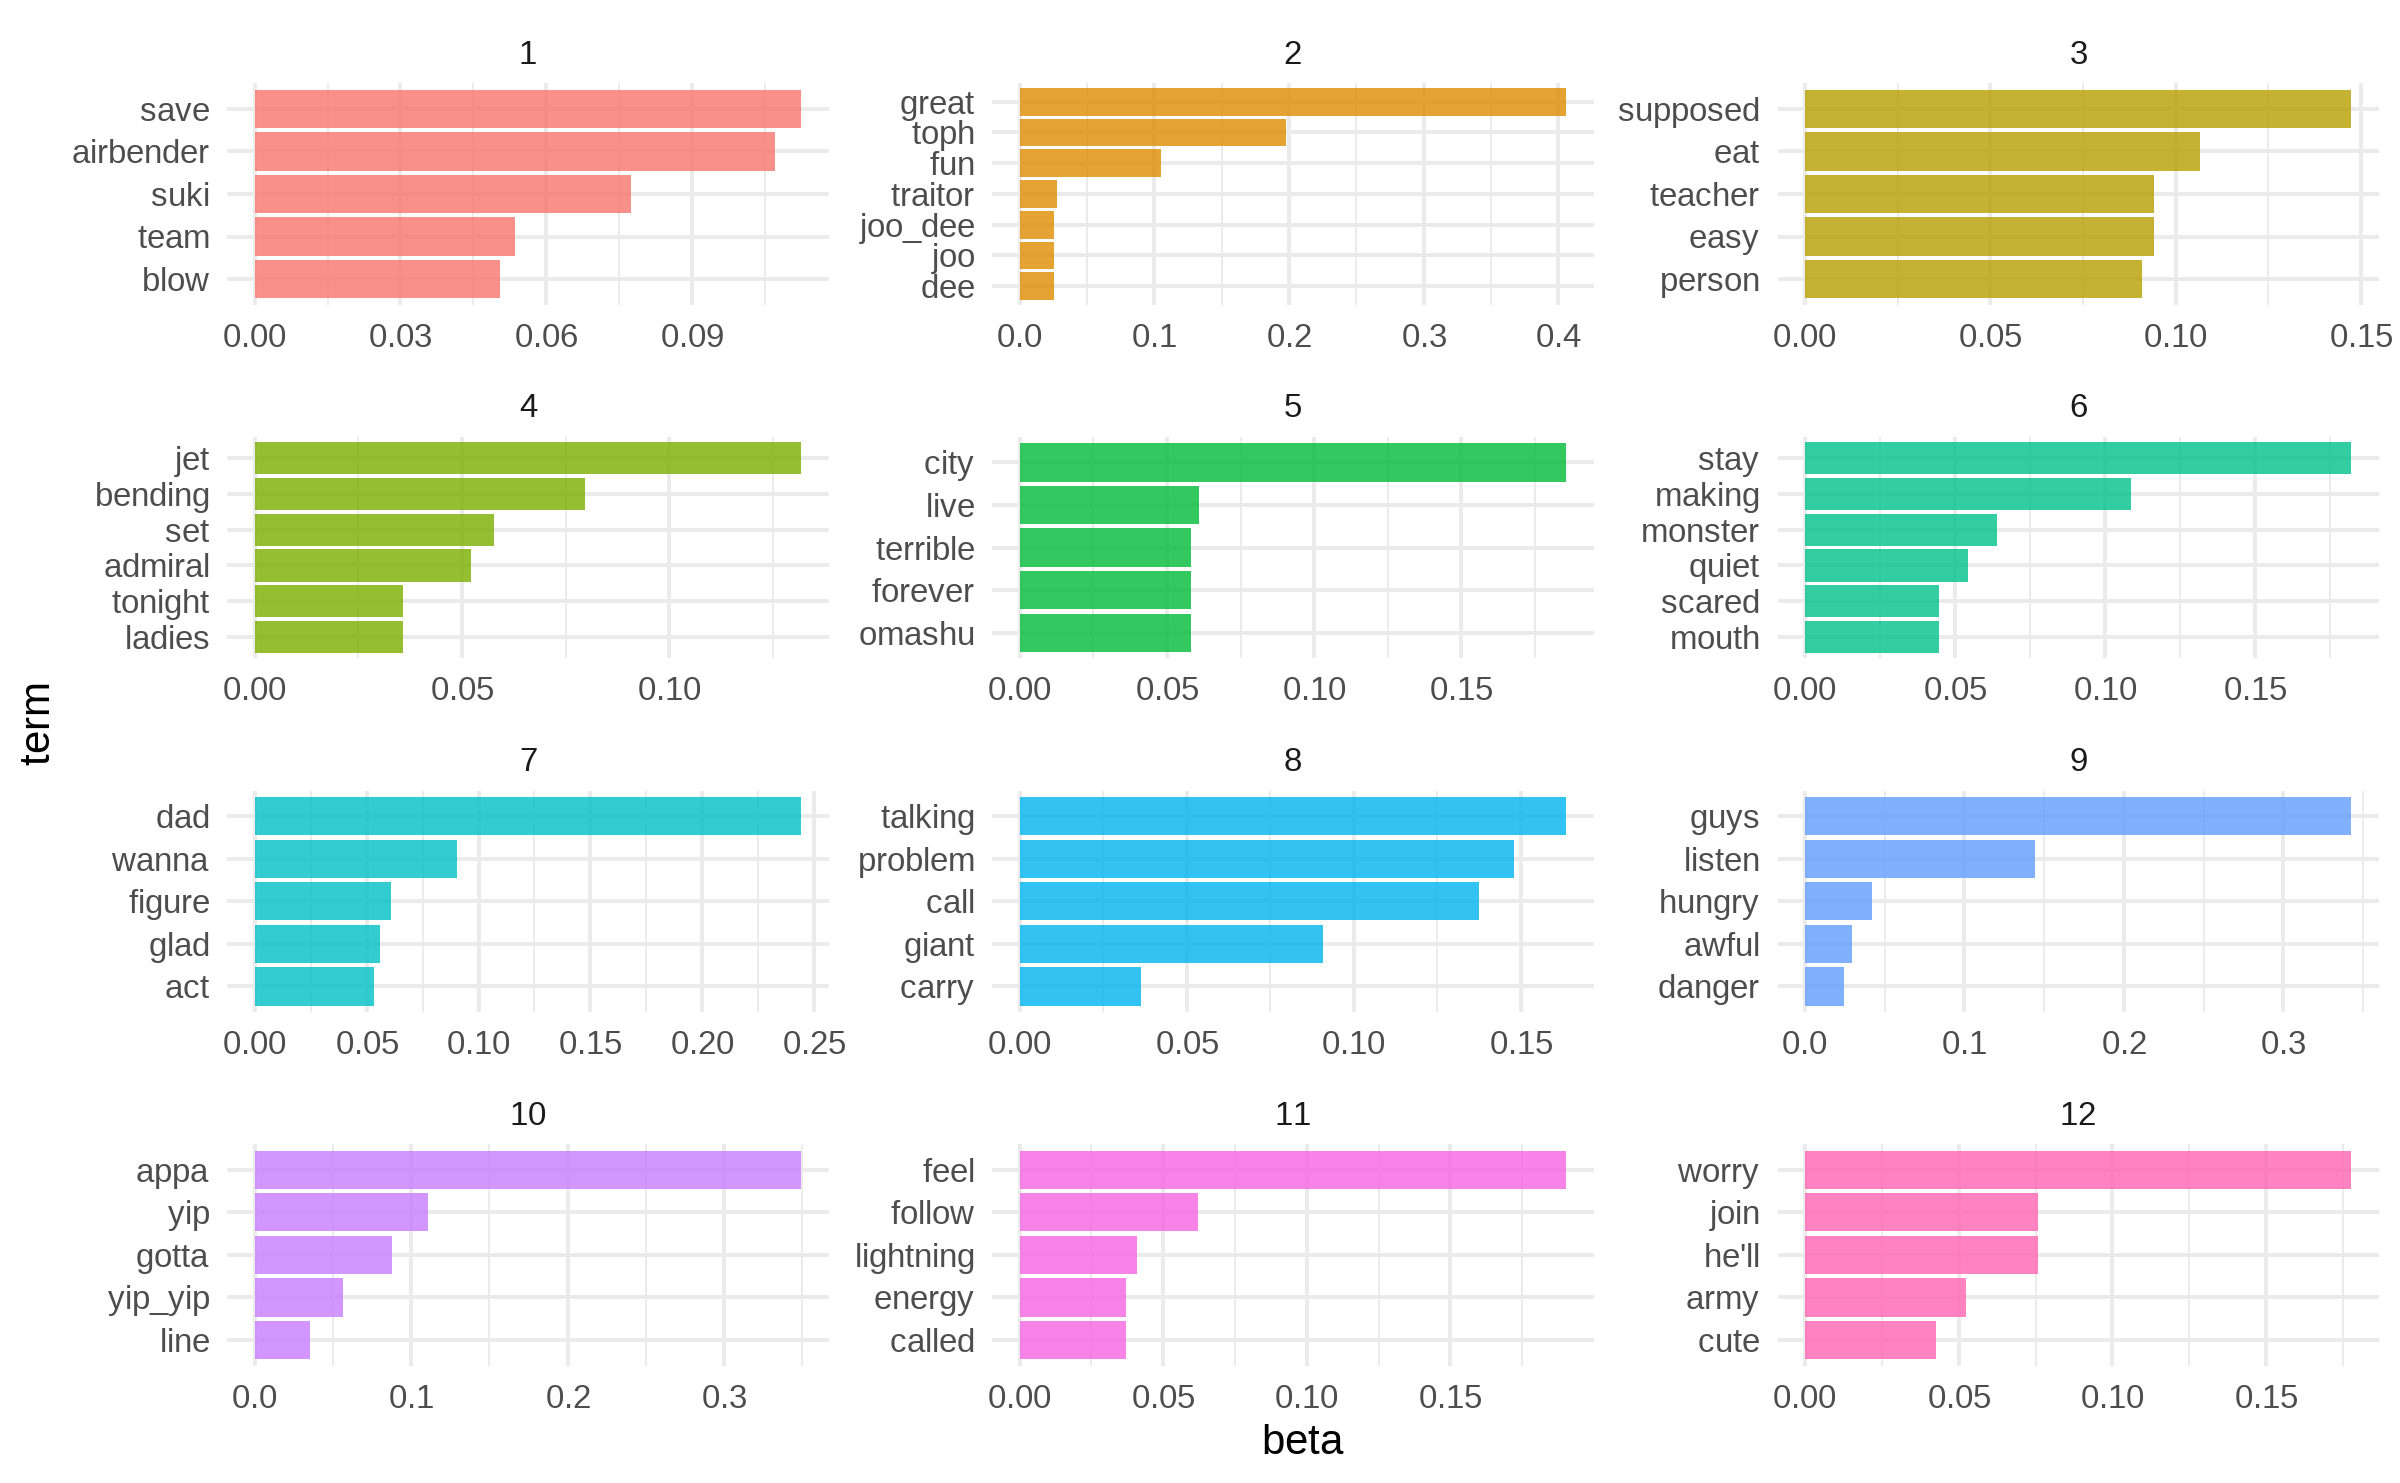 1
save
airbender
suki
team
blow
0.00 0.03 0.06 0.09
2
great
toph
fun
traitor
joo_dee
joo
dee
0.0 0.1 0.2 0.3 0.4
3
supposed
eat
teacher
easy
person
0.00 0.05 0.10 0.15
4
jet
bending
set
admiral
tonight
ladies
0.00 0.05 0.10
5
city
live
terrible
forever
omashu
0.00 0.05 0.10 0.15
6
stay
making
monster
quiet
scared
mouth
0.00 0.05 0.10 0.15
7
dad
wanna
figure
glad
act
0.00 0.05 0.10 0.15 0.20 0.25
8
talking
problem
call
giant
carry
0.00 0.05 0.10 0.15
9
guys
listen
hungry
awful
danger
0.0 0.1 0.2 0.3
10
appa
yip
gotta
yip_yip
line
0.0 0.1 0.2 0.3
11
feel
follow
lightning
energy
called
0.00 0.05 0.10 0.15
12
worry
join
he'll
army
cute
0.00 0.05 0.10 0.15
term
beta